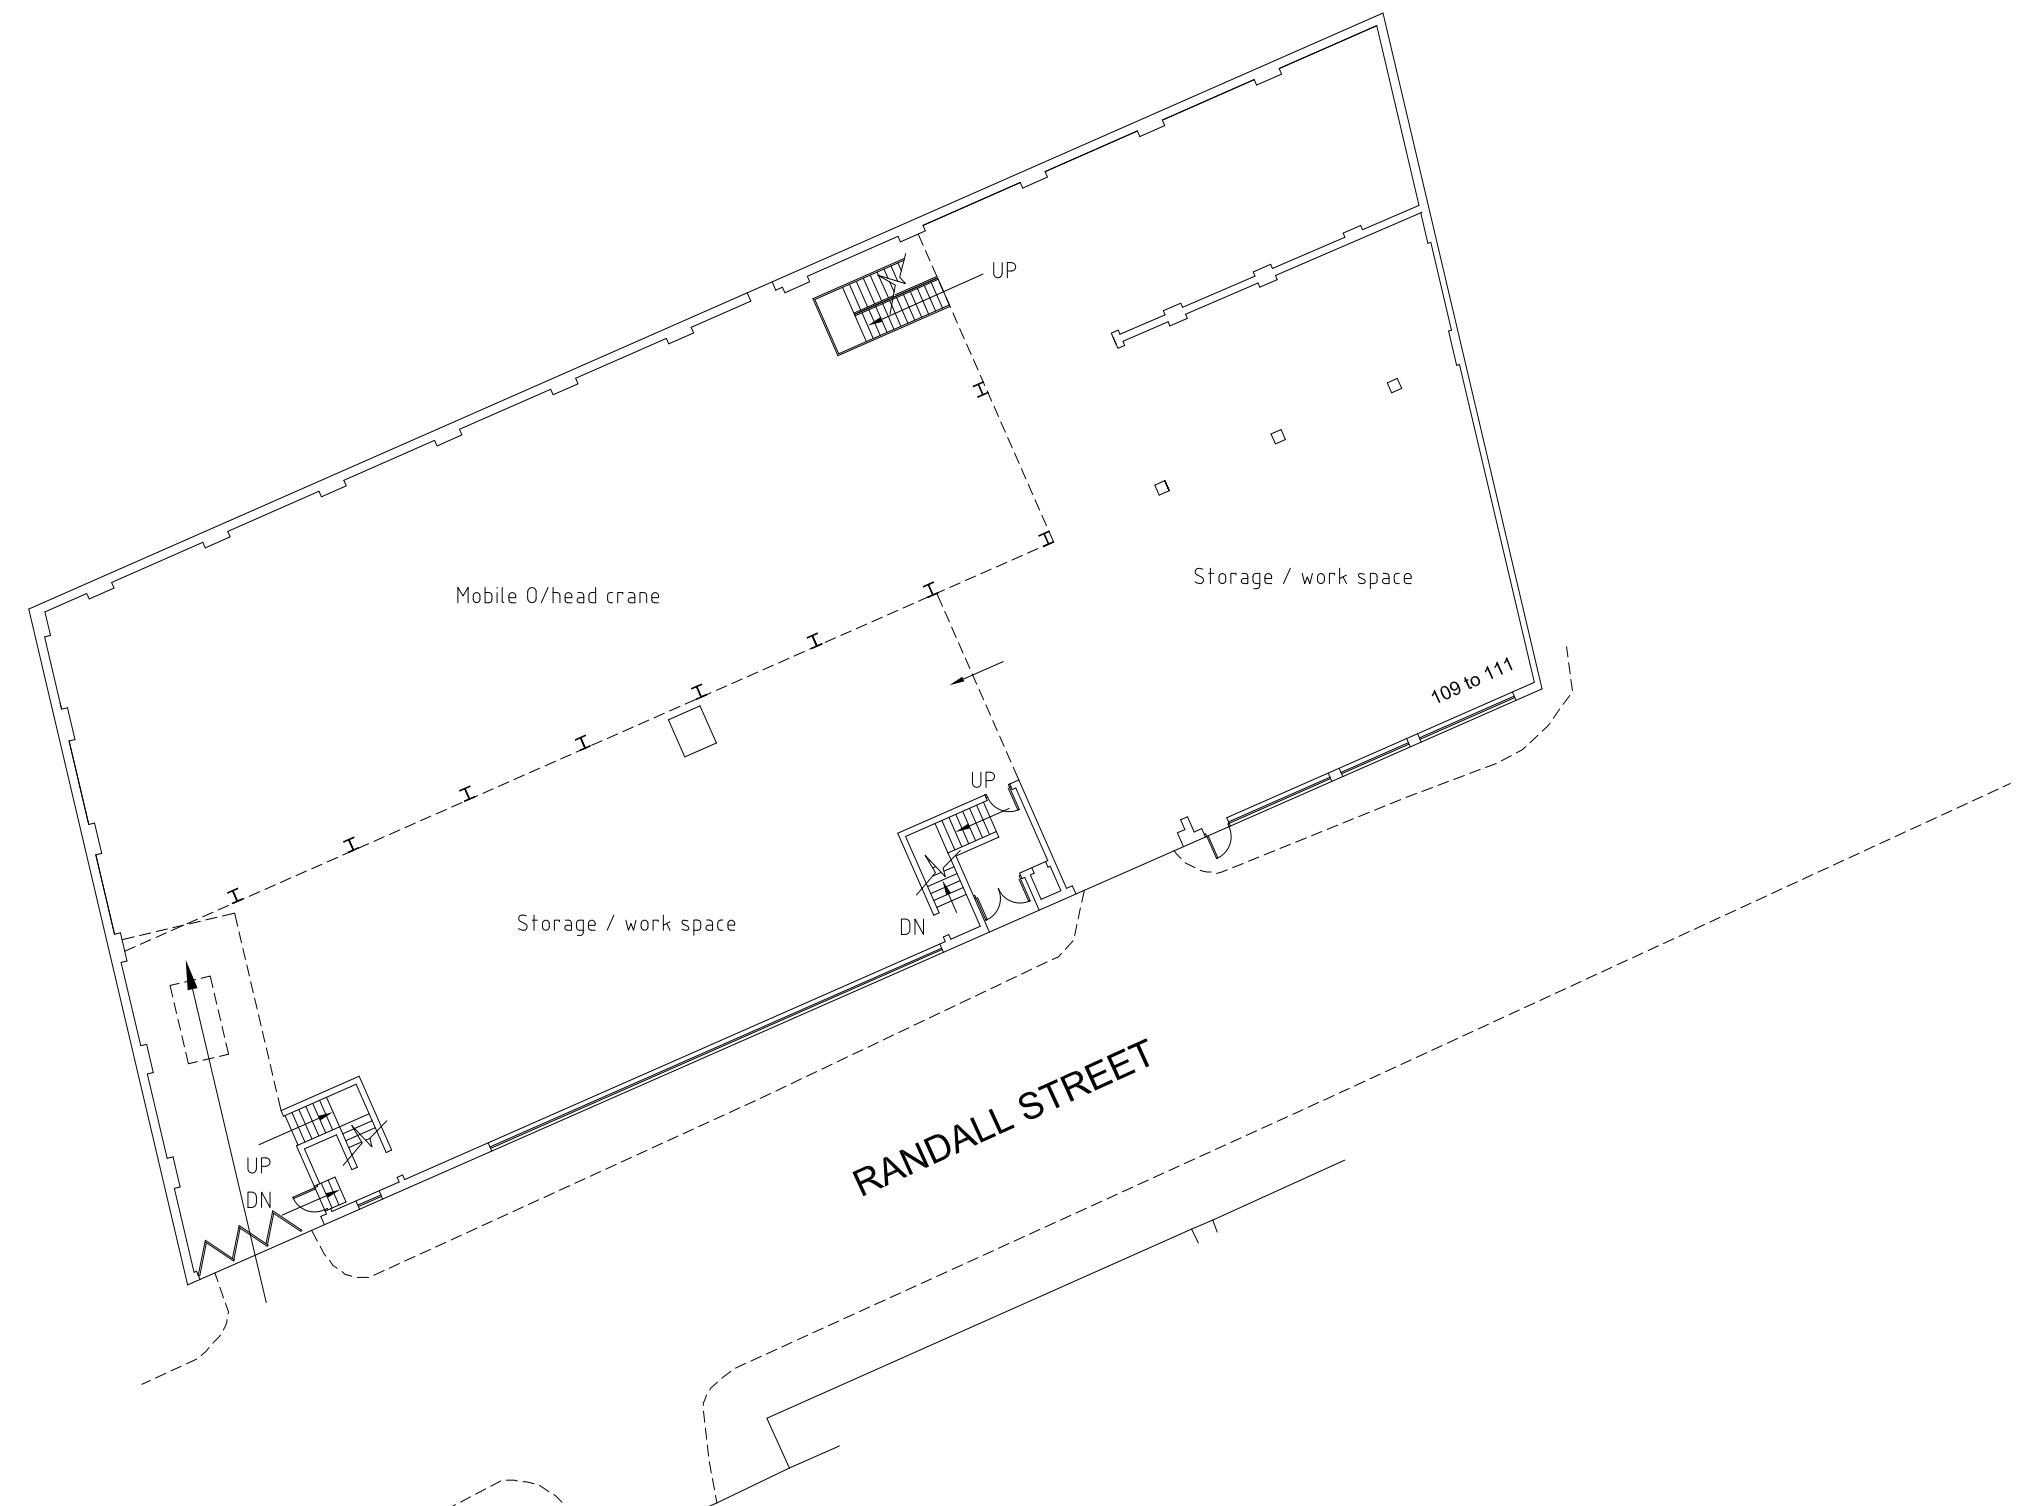 UP
Mobile O/head crane
Storage / work space
109 to 111
UP
Storage / work space
DN
RANDALL STREET
UP
DN